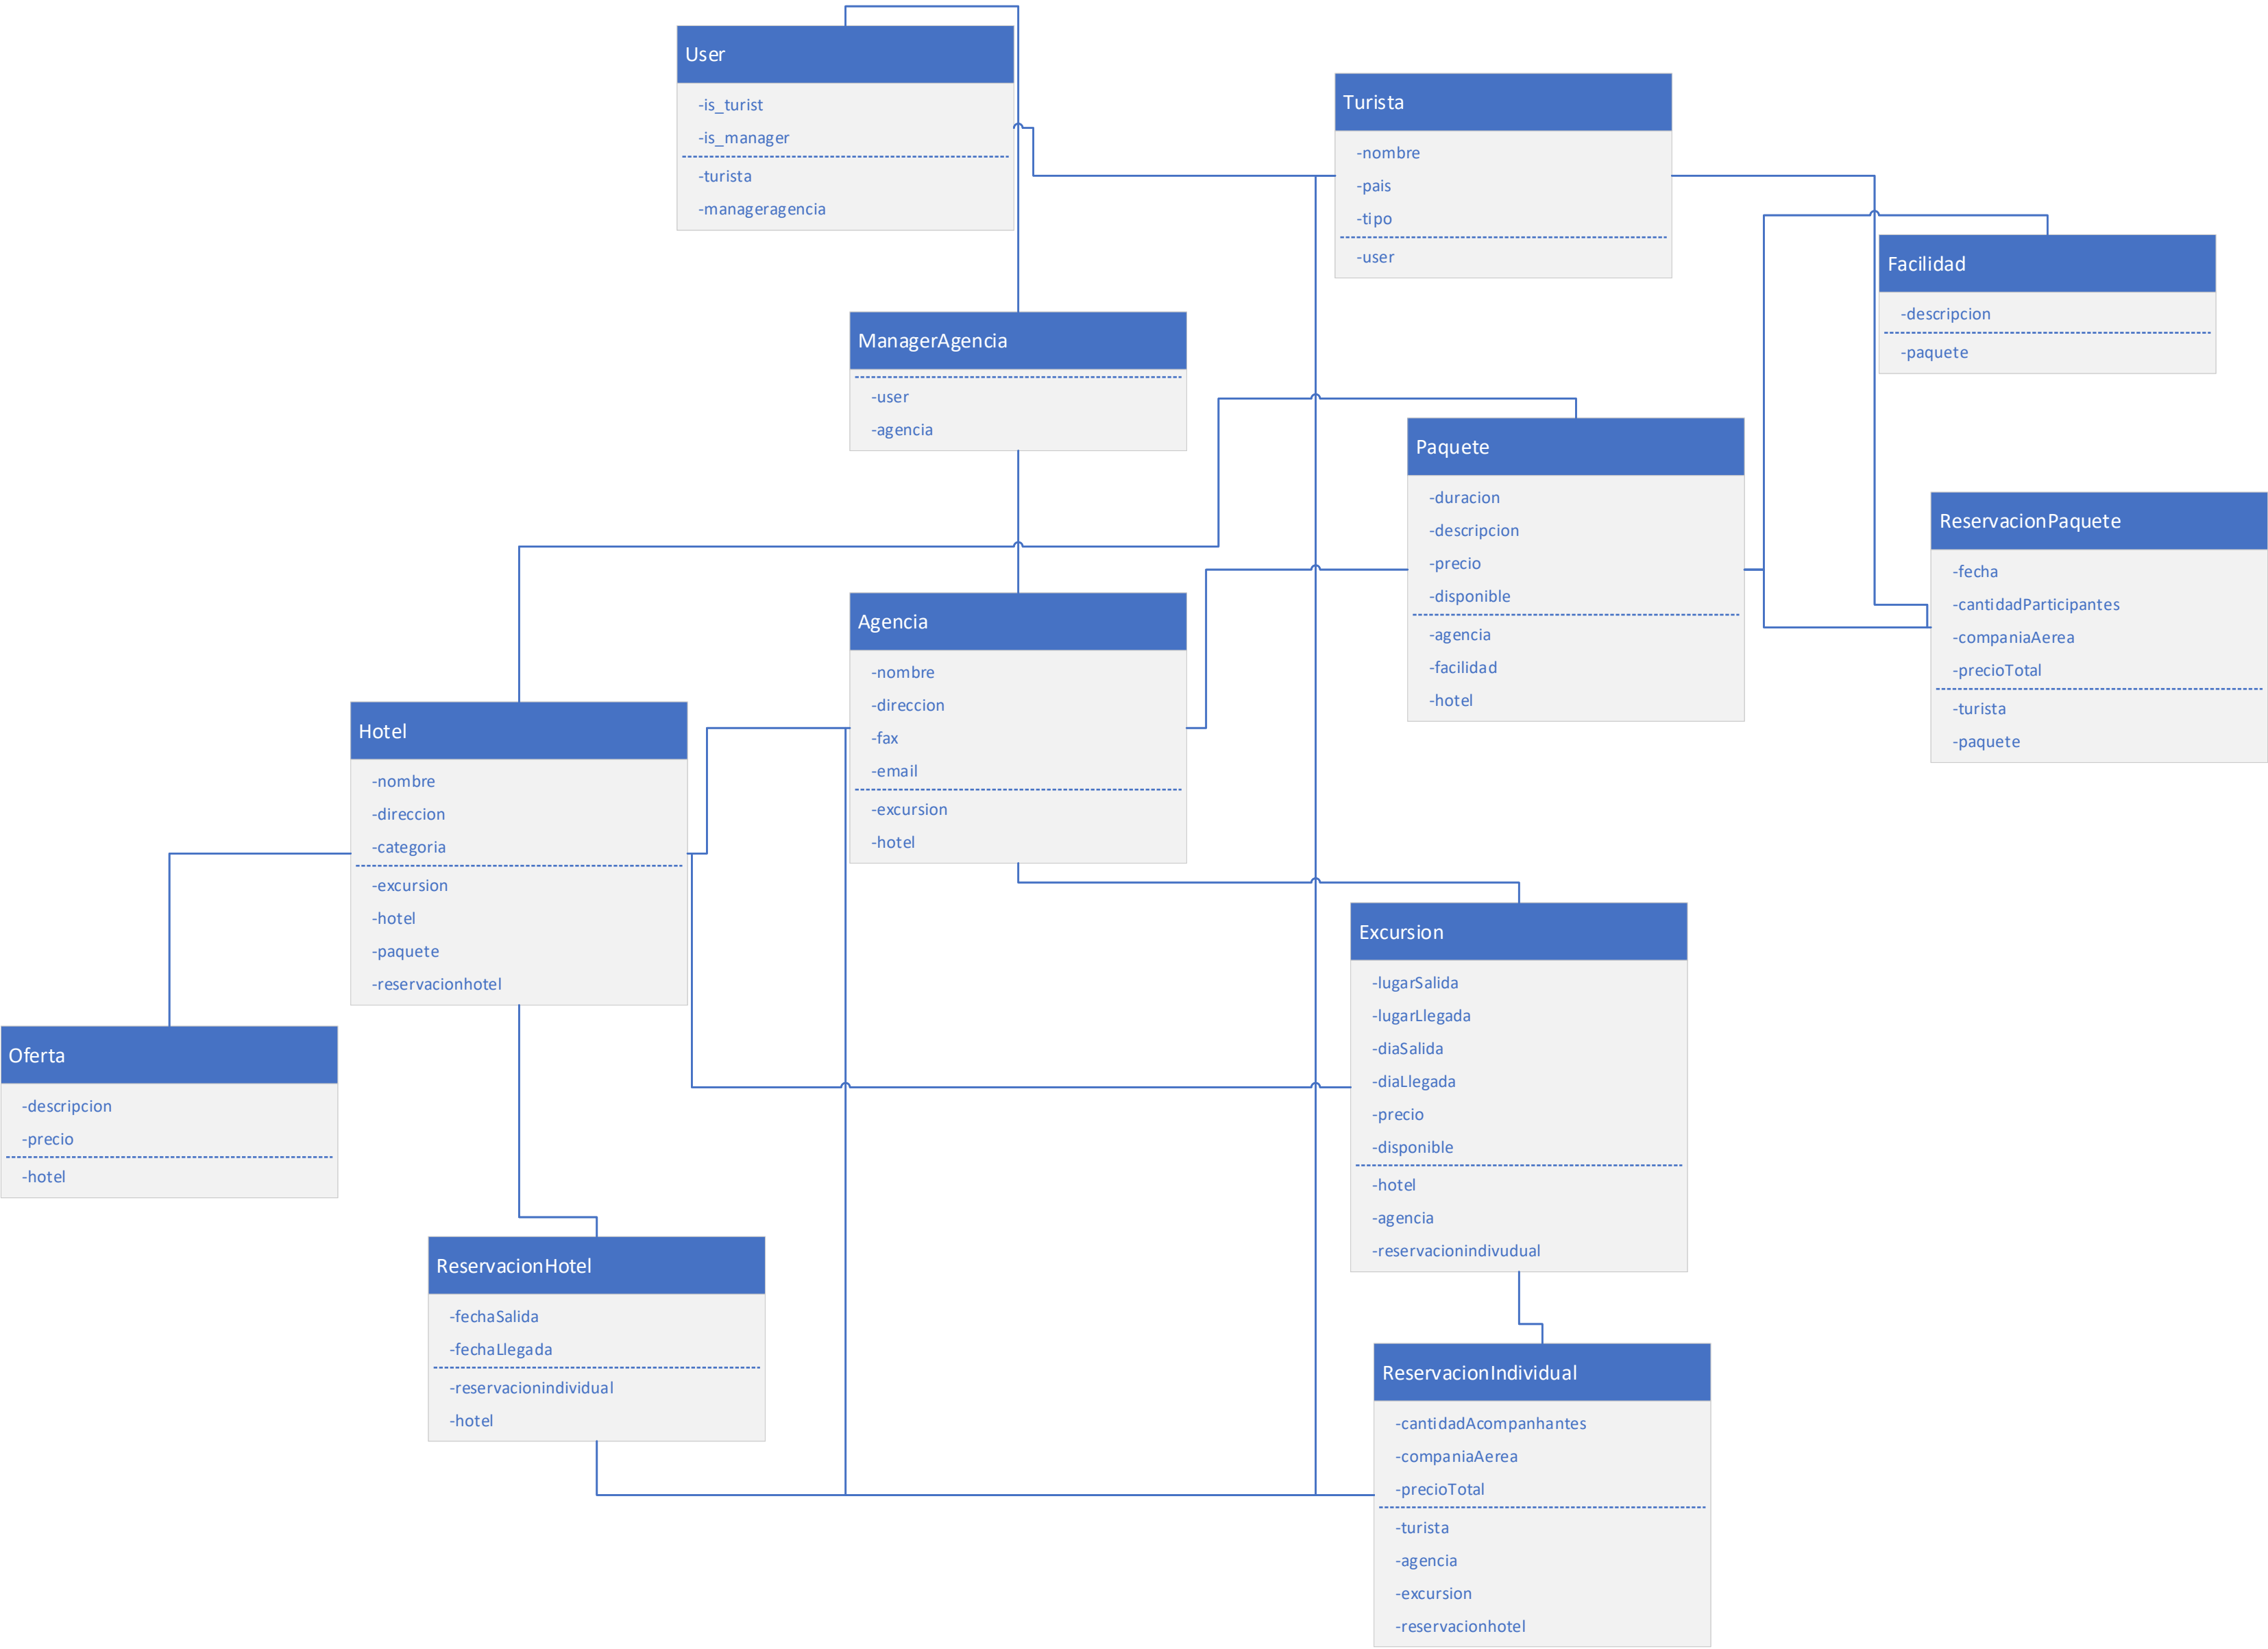 User
-is_turist
-is_manager
-turista
-manageragencia
Turista
-nombre
-pais
-tipo
-user
Facilidad
-descripcion
-paquete
ManagerAgencia
-user
-agencia
Paquete
-duracion
-descripcion
-precio
-disponible
-agencia
-facilidad
-hotel
ReservacionPaquete
-fecha
-cantidadParticipantes
-companiaAerea
-precioTotal
-turista
-paquete
Agencia
-nombre
-direccion
-fax
-email
-excursion
-hotel
Hotel
-nombre
-direccion
-categoria
-excursion
-hotel
-paquete
-reservacionhotel
Excursion
-lugarSalida
-lugarLlegada
-diaSalida
-diaLlegada
-precio
-disponible
-hotel
-agencia
-reservacionindivudual
Oferta
-descripcion
-precio
-hotel
ReservacionHotel
-fechaSalida
-fechaLlegada
-reservacionindividual
-hotel
ReservacionIndividual
-cantidadAcompanhantes
-companiaAerea
-precioTotal
-turista
-agencia
-excursion
-reservacionhotel